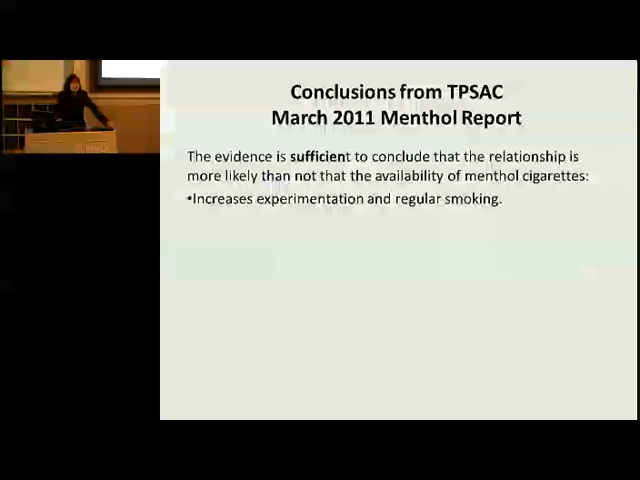 Conclusions from TPSAC
March 2011 Menthol Report
The evidence is sufficient to conclude that the relationship is
more likely than not that the availability of menthol cigarettes:
•Increases experimentation and regular smoking.